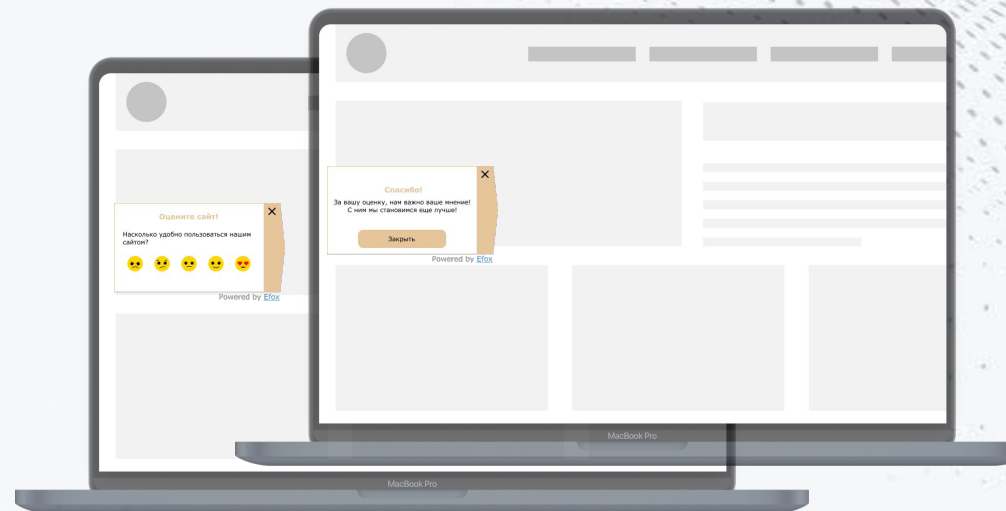 Оцените сайт!
Насколько удобно пользоваться нашим
сайтом?
Powered by Efox
MacBook Pro
Спасибо!
За вашу оценку, нам важно ваше мнение!
С ним мы становимся еще лучше!
Закрыть
Powered by Efox
MacBook Pro